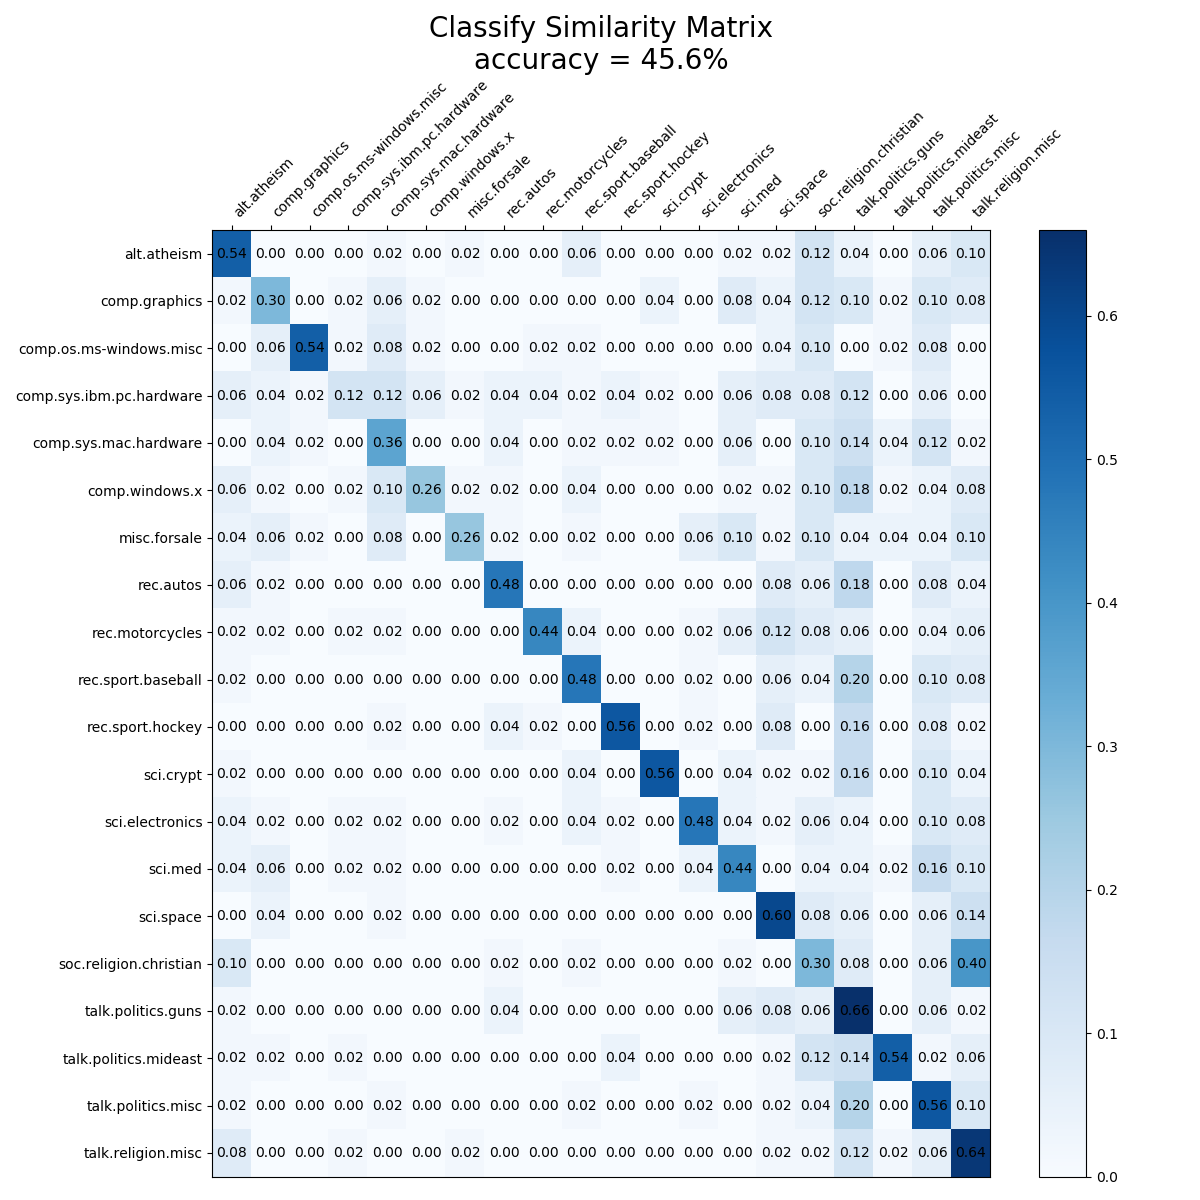 Classify Similarity Matrix
accuracy = 45.6%
alt.atheism
comp.graphics
comp.os.ms-windows.misc
comp.sys.ibm.pc.hardware
comp.sys.mac.hardware
comp.windows.x
misc.forsale
rec.autos
rec.motorcycles
rec.sport.baseball
rec.sport.hockey
sci.crypt
sci.electronics
sci.med
sci.space
soc.religion.christian
talk.politics.guns
talk.politics.mideast
talk.politics.misc
talk.religion.misc
alt.atheism 0.54 0.00 0.00 0.00 0.02 0.00 0.02 0.00 0.00 0.06 0.00 0.00 0.00 0.02 0.02 0.12 0.04 0.00 0.06 0.10
comp.graphics 0.02 0.30 0.00 0.02 0.06 0.02 0.00 0.00 0.00 0.00 0.00 0.04 0.00 0.08 0.04 0.12 0.10 0.02 0.10 0.08
comp.os.ms-windows.misc 0.00 0.06 0.54 0.02 0.08 0.02 0.00 0.00 0.02 0.02 0.00 0.00 0.00 0.00 0.04 0.10 0.00 0.02 0.08 0.00
comp.sys.ibm.pc.hardware 0.06 0.04 0.02 0.12 0.12 0.06 0.02 0.04 0.04 0.02 0.04 0.02 0.00 0.06 0.08 0.08 0.12 0.00 0.06 0.00
comp.sys.mac.hardware 0.00 0.04 0.02 0.00 0.36 0.00 0.00 0.04 0.00 0.02 0.02 0.02 0.00 0.06 0.00 0.10 0.14 0.04 0.12 0.02
comp.windows.x 0.06 0.02 0.00 0.02 0.10 0.26 0.02 0.02 0.00 0.04 0.00 0.00 0.00 0.02 0.02 0.10 0.18 0.02 0.04 0.08
misc.forsale 0.04 0.06 0.02 0.00 0.08 0.00 0.26 0.02 0.00 0.02 0.00 0.00 0.06 0.10 0.02 0.10 0.04 0.04 0.04 0.10
rec.autos 0.06 0.02 0.00 0.00 0.00 0.00 0.00 0.48 0.00 0.00 0.00 0.00 0.00 0.00 0.08 0.06 0.18 0.00 0.08 0.04
rec.motorcycles 0.02 0.02 0.00 0.02 0.02 0.00 0.00 0.00 0.44 0.04 0.00 0.00 0.02 0.06 0.12 0.08 0.06 0.00 0.04 0.06
rec.sport.baseball 0.02 0.00 0.00 0.00 0.00 0.00 0.00 0.00 0.00 0.48 0.00 0.00 0.02 0.00 0.06 0.04 0.20 0.00 0.10 0.08
rec.sport.hockey 0.00 0.00 0.00 0.00 0.02 0.00 0.00 0.04 0.02 0.00 0.56 0.00 0.02 0.00 0.08 0.00 0.16 0.00 0.08 0.02
sci.crypt 0.02 0.00 0.00 0.00 0.00 0.00 0.00 0.00 0.00 0.04 0.00 0.56 0.00 0.04 0.02 0.02 0.16 0.00 0.10 0.04
sci.electronics 0.04 0.02 0.00 0.02 0.02 0.00 0.00 0.02 0.00 0.04 0.02 0.00 0.48 0.04 0.02 0.06 0.04 0.00 0.10 0.08
sci.med 0.04 0.06 0.00 0.02 0.02 0.00 0.00 0.00 0.00 0.00 0.02 0.00 0.04 0.44 0.00 0.04 0.04 0.02 0.16 0.10
sci.space 0.00 0.04 0.00 0.00 0.02 0.00 0.00 0.00 0.00 0.00 0.00 0.00 0.00 0.00 0.60 0.08 0.06 0.00 0.06 0.14
soc.religion.christian 0.10 0.00 0.00 0.00 0.00 0.00 0.00 0.02 0.00 0.02 0.00 0.00 0.00 0.02 0.00 0.30 0.08 0.00 0.06 0.40
talk.politics.guns 0.02 0.00 0.00 0.00 0.00 0.00 0.00 0.04 0.00 0.00 0.00 0.00 0.00 0.06 0.08 0.06 0.66 0.00 0.06 0.02
talk.politics.mideast 0.02 0.02 0.00 0.02 0.00 0.00 0.00 0.00 0.00 0.00 0.04 0.00 0.00 0.00 0.02 0.12 0.14 0.54 0.02 0.06
talk.politics.misc 0.02 0.00 0.00 0.00 0.02 0.00 0.00 0.00 0.00 0.02 0.00 0.00 0.02 0.00 0.02 0.04 0.20 0.00 0.56 0.10
talk.religion.misc 0.08 0.00 0.00 0.02 0.00 0.00 0.02 0.00 0.00 0.00 0.00 0.00 0.00 0.00 0.02 0.02 0.12 0.02 0.06 0.64
0.6
0.5
0.4
0.3
0.2
0.1
0.0